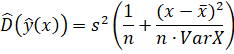 D̂(ŷ(x)) = s² (1/n + (x − x̄)²/(n · VarX))